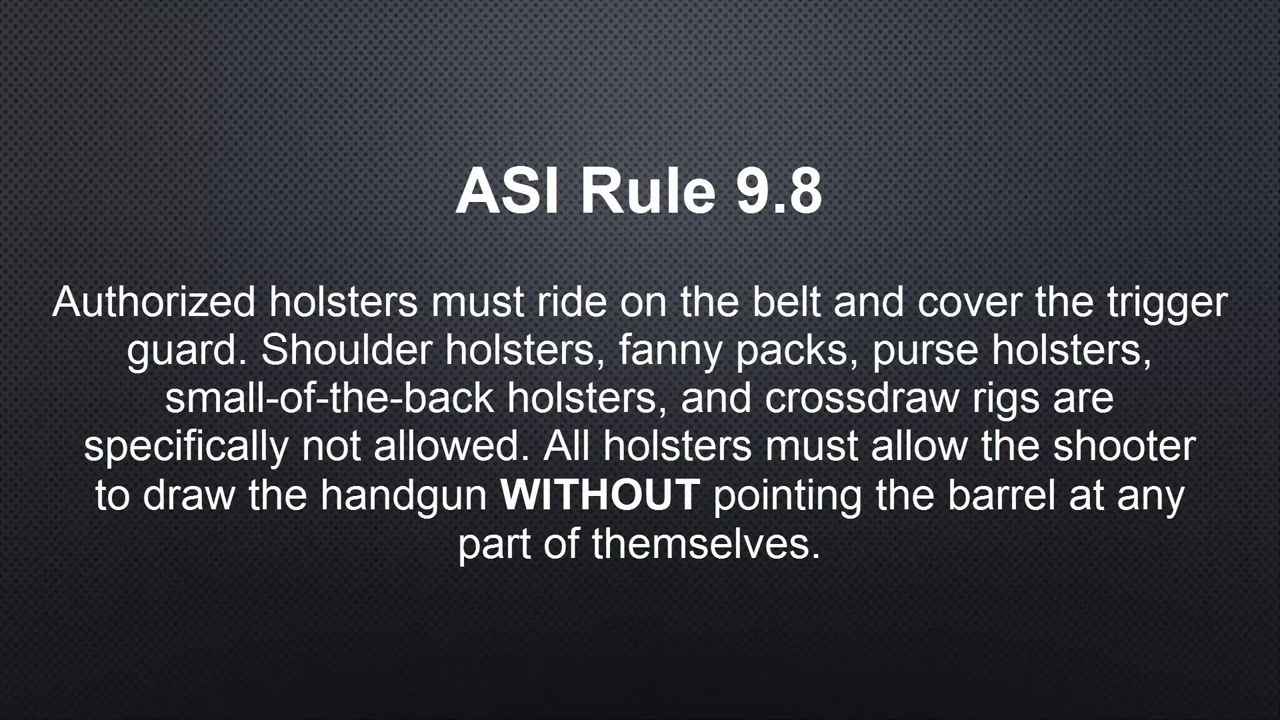 ASI Rule 9.8
Authorized holsters must ride on the belt and cover the trigger
guard. Shoulder holsters, fanny packs, purse holsters,
small-of-the-back holsters, and crossdraw rigs are
specifically not allowed. All holsters must allow the shooter
to draw the handgun WITHOUT pointing the barrel at any
part of themselves.